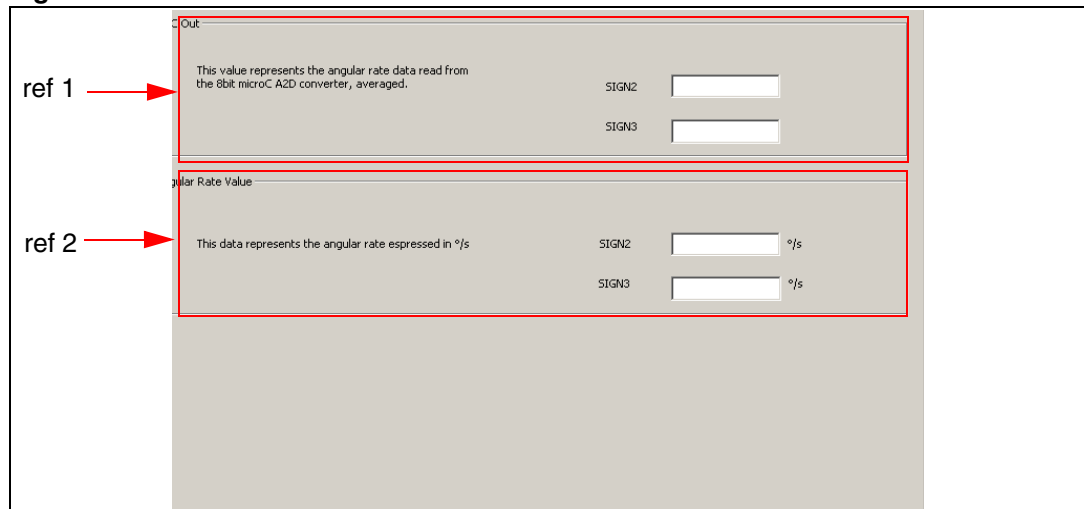 Out
This value represents the angular rate data read from
the 8bit microC A2D converter, averaged.
SIGN2
SIGN3
ref 1
Rate Value
This data represents the angular rate espressed in °/s
SIGN2 °/s
SIGN3 °/s
ref 2